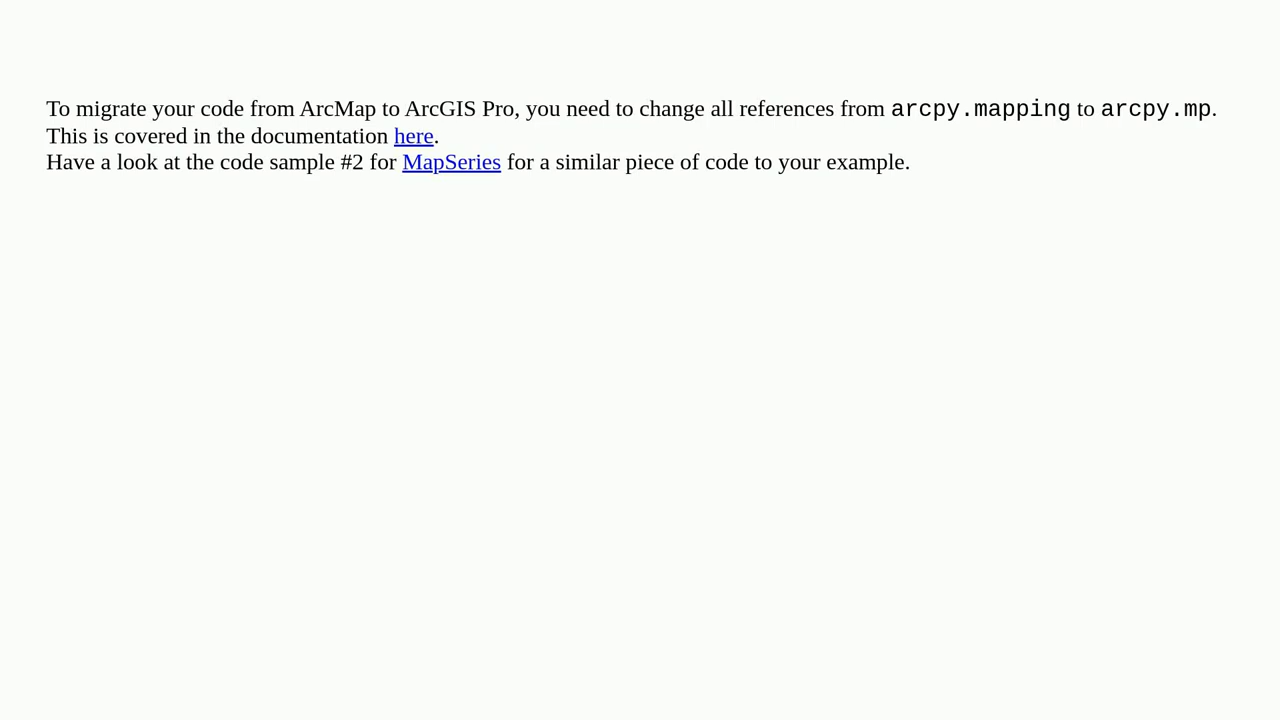 To migrate your code from ArcMap to ArcGIS Pro, you need to change all references from arcpy.mapping to arcpy.mp.
This is covered in the documentation here.
Have a look at the code sample #2 for MapSeries for a similar piece of code to your example.